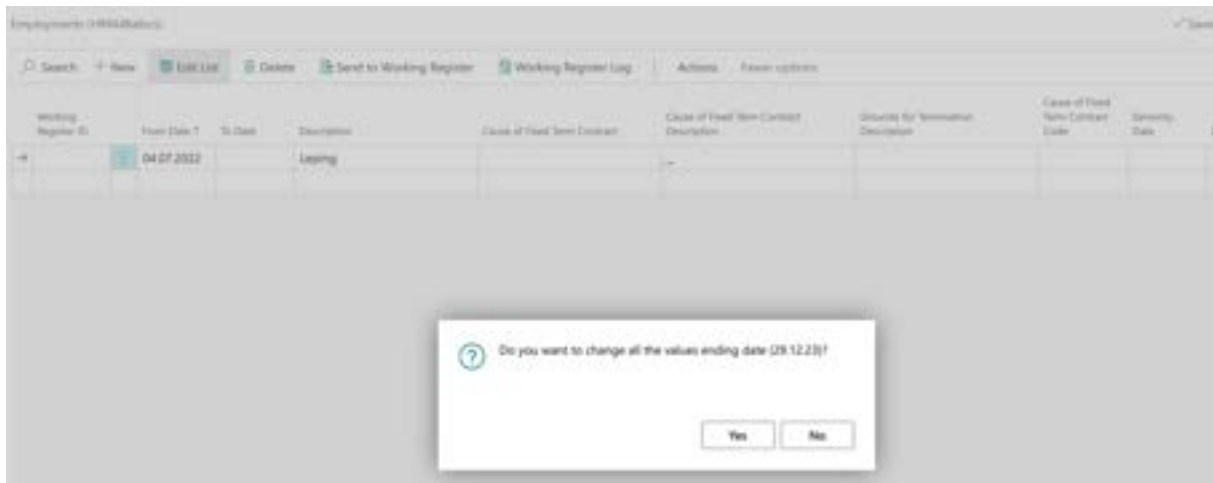 Employments (HRM4Baltics)
Search New Edit List Delete Send to Working Register Working Register Log Actions Fewer options
Working Register ID From Date ↑ To Date Description Cause of Fixed Term Contract Cause of Fixed Term Contract Description Grounds for Termination Description Cause of Fixed Term Contract Code Seniority Date
04.07.2022 Leping
Do you want to change all the values ending date (29.12.23)?
Yes No